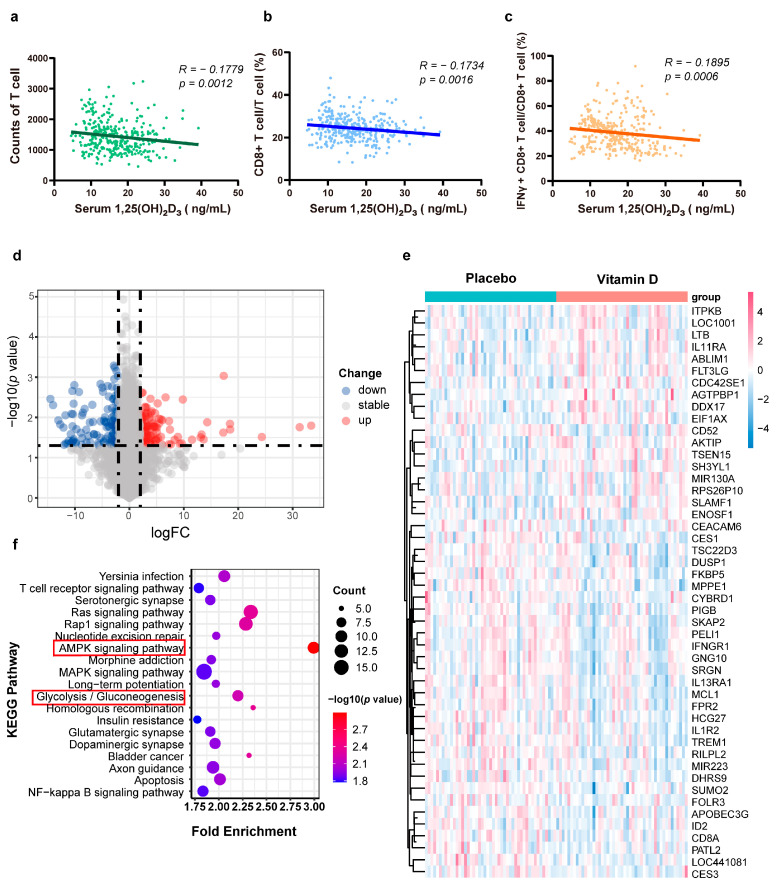 a
R = − 0.1779
p = 0.0012
Counts of T cell
4000
3000
2000
1000
0
0 10 20 30 40 50
Serum 1,25(OH)2D3 ( ng/mL)
b
R = − 0.1734
p = 0.0016
CD8+ T cell/T cell (%)
60
40
20
0
0 10 20 30 40 50
Serum 1,25(OH)2D3 ( ng/mL)
c
R = − 0.1895
p = 0.0006
IFNγ + CD8+ T cell/CD8+ T cell (%)
100
80
60
40
20
0
0 10 20 30 40 50
Serum 1,25(OH)2D3 ( ng/mL)
d
−log10(p value)
5
4
3
2
1
0
−10 0 10 20 30
logFC
Change
down
stable
up
e
Placebo Vitamin D
group
ITPKB
LOC1001
LTB
IL11RA
ABLIM1
FLT3LG
CDC42SE1
AGTPBP1
DDX17
EIF1AX
CD52
AKTIP
TSEN15
SH3YL1
MIR130A
RPS26P10
SLAMF1
ENOSF1
CEACAM6
CES1
TSC22D3
DUSP1
FKBP5
MPPE1
CYBRD1
PIGB
SKAP2
PELI1
IFNGR1
GNG10
SRGN
IL13RA1
MCL1
FPR2
HCG27
IL1R2
TREM1
RILPL2
MIR223
DHRS9
SUMO2
FOLR3
APOBEC3G
ID2
CD8A
PATL2
LOC441081
CES3
4
2
0
−2
−4
f
KEGG Pathway
Yersinia infection
T cell receptor signaling pathway
Serotonergic synapse
Ras signaling pathway
Rap1 signaling pathway
Nucleotide excision repair
AMPK signaling pathway
Morphine addiction
MAPK signaling pathway
Long−term potentiation
Glycolysis / Gluconeogenesis
Homologous recombination
Insulin resistance
Glutamatergic synapse
Dopaminergic synapse
Bladder cancer
Axon guidance
Apoptosis
NF−kappa B signaling pathway
1.75 2.00 2.25 2.50 2.75 3.00
Fold Enrichment
Count
5.0
7.5
10.0
12.5
15.0
−log10(p value)
2.7
2.4
2.1
1.8